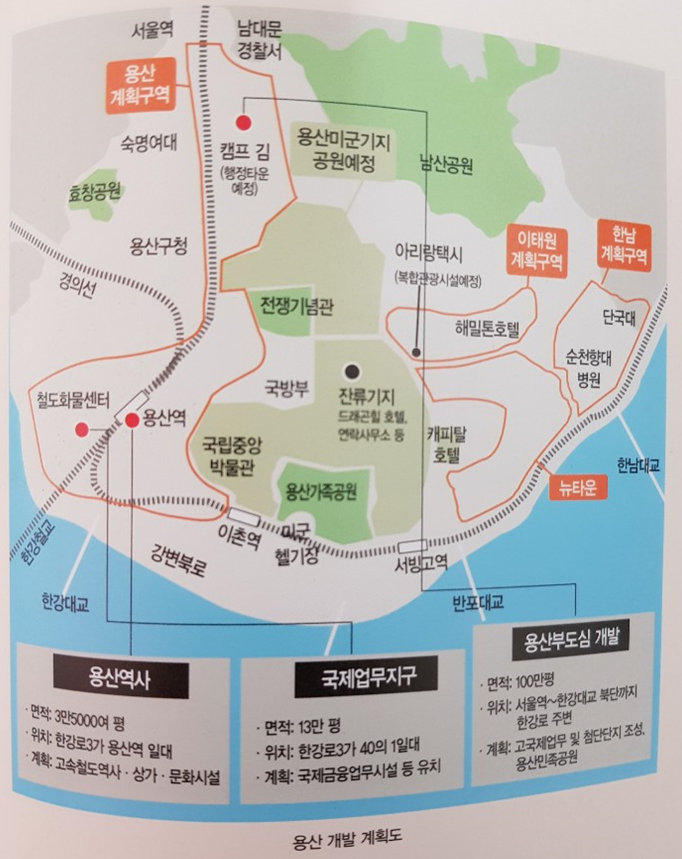 서울역
남대문
경찰서
용산
계획구역
숙명여대
캠프 김
(행정타운
예정)
용산미군기지
공원예정
남산공원
효창공원
용산구청
경의선
아리랑택시
(복합관광시설예정)
이태원
계획구역
한남
계획구역
전쟁기념관
해밀톤호텔
단국대
순천향대
병원
국방부
잔류기지
드래곤힐 호텔,
연락사무소 등
철도화물센터
용산역
국립중앙
박물관
캐피탈
호텔
용산가족공원
뉴타운
한남대교
한강철교
이촌역
미군
헬기장
서빙고역
강변북로
한강대교
반포대교
용산역사
· 면적: 3만5000여 평
· 위치: 한강로3가 용산역 일대
· 계획: 고속철도역사 · 상가 · 문화시설
국제업무지구
· 면적: 13만 평
· 위치: 한강로3가 40의 1일대
· 계획: 국제금융업무시설 등 유치
용산부도심 개발
· 면적: 100만평
· 위치: 서울역~한강대교 북단까지
한강로 주변
· 계획: 고국제업무 및 첨단단지 조성,
용산민족공원
용산 개발 계획도